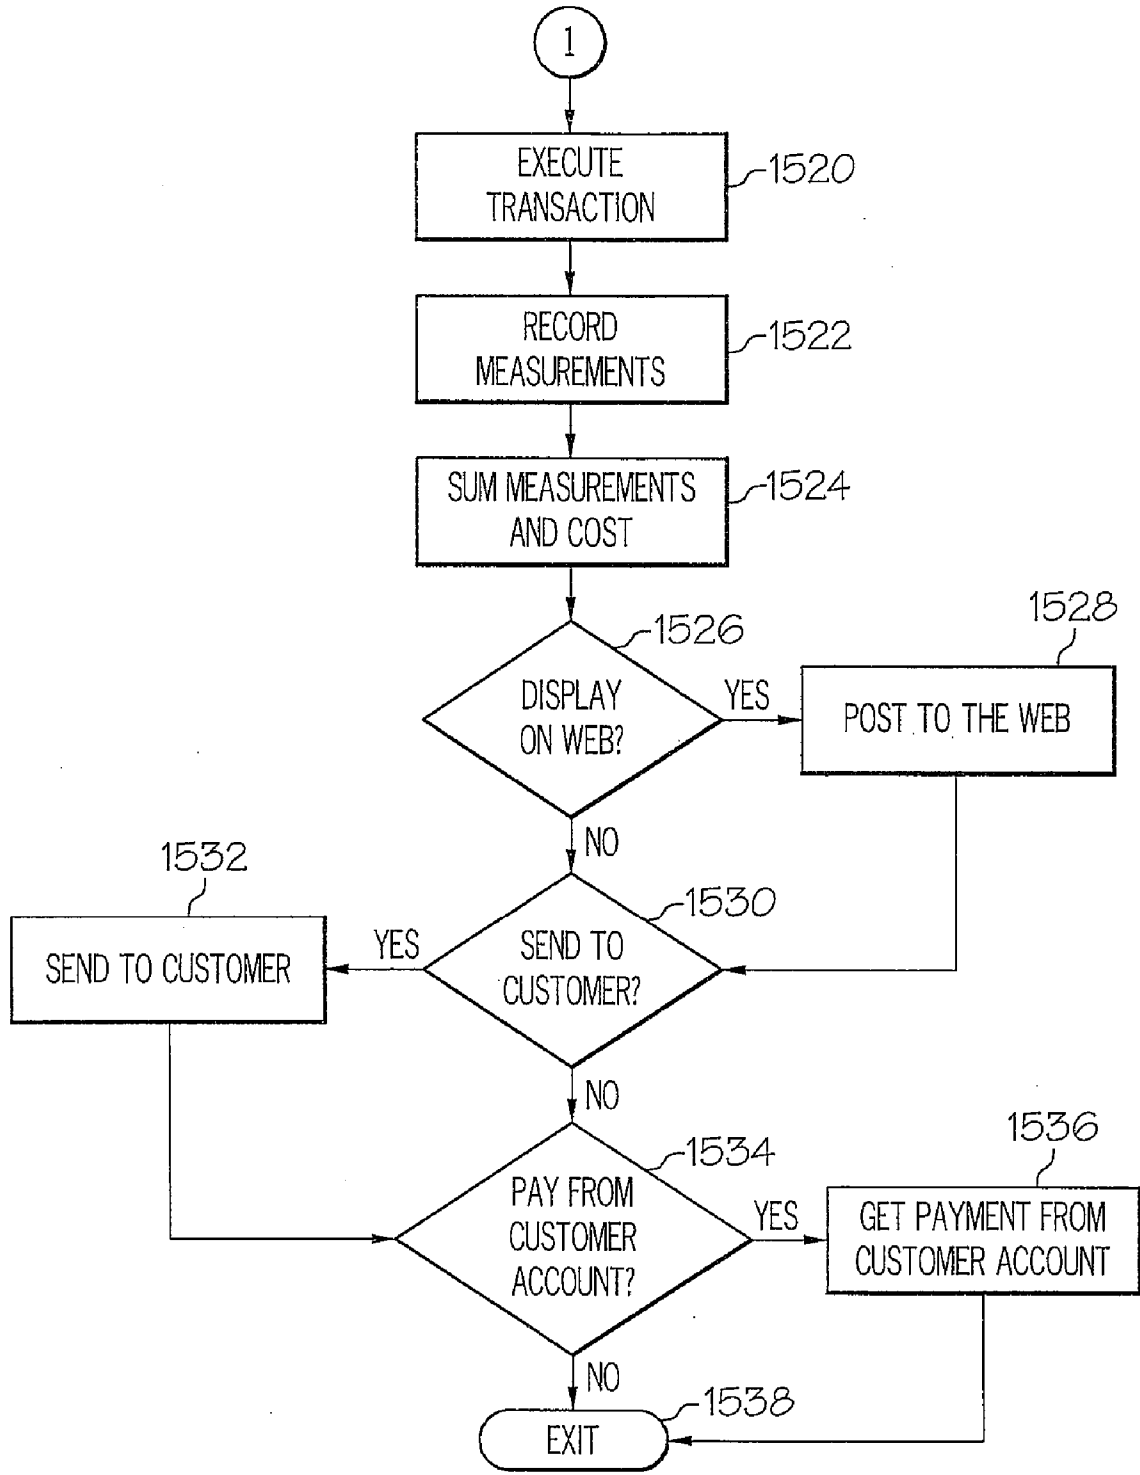 1
EXECUTE
TRANSACTION
1520
RECORD
MEASUREMENTS
1522
SUM MEASUREMENTS
AND COST
1524
1526
DISPLAY
ON WEB?
YES
1528
POST TO THE WEB
NO
1530
SEND TO
CUSTOMER?
YES
1532
SEND TO CUSTOMER
NO
1534
PAY FROM
CUSTOMER
ACCOUNT?
YES
1536
GET PAYMENT FROM
CUSTOMER ACCOUNT
NO
1538
EXIT